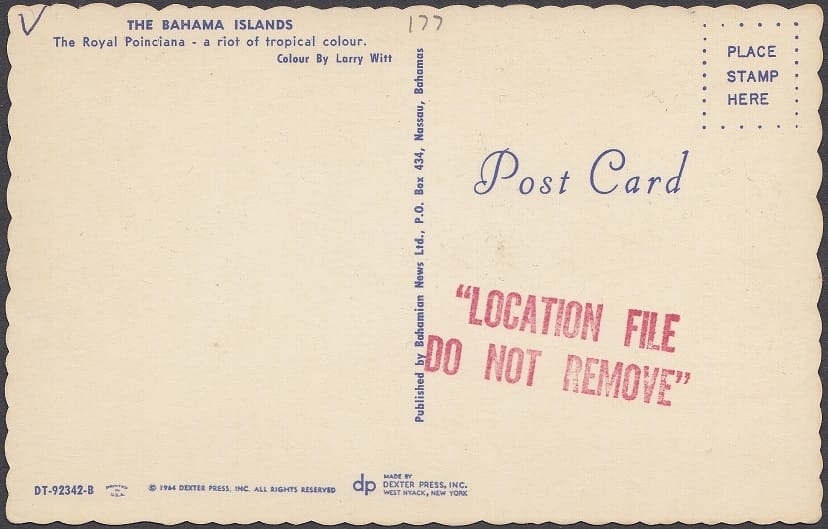 V
177
THE BAHAMA ISLANDS
The Royal Poinciana - a riot of tropical colour.
Colour By Larry Witt
Published by Bahamian News Ltd., P.O. Box 434, Nassau, Bahamas
PLACE
STAMP
HERE
Post Card
“LOCATION FILE
DO NOT REMOVE”
DT-92342-B
PRINTED
IN
U.S.A.
© 1964 DEXTER PRESS, INC. ALL RIGHTS RESERVED
dp
MADE BY
DEXTER PRESS, INC.
WEST NYACK, NEW YORK